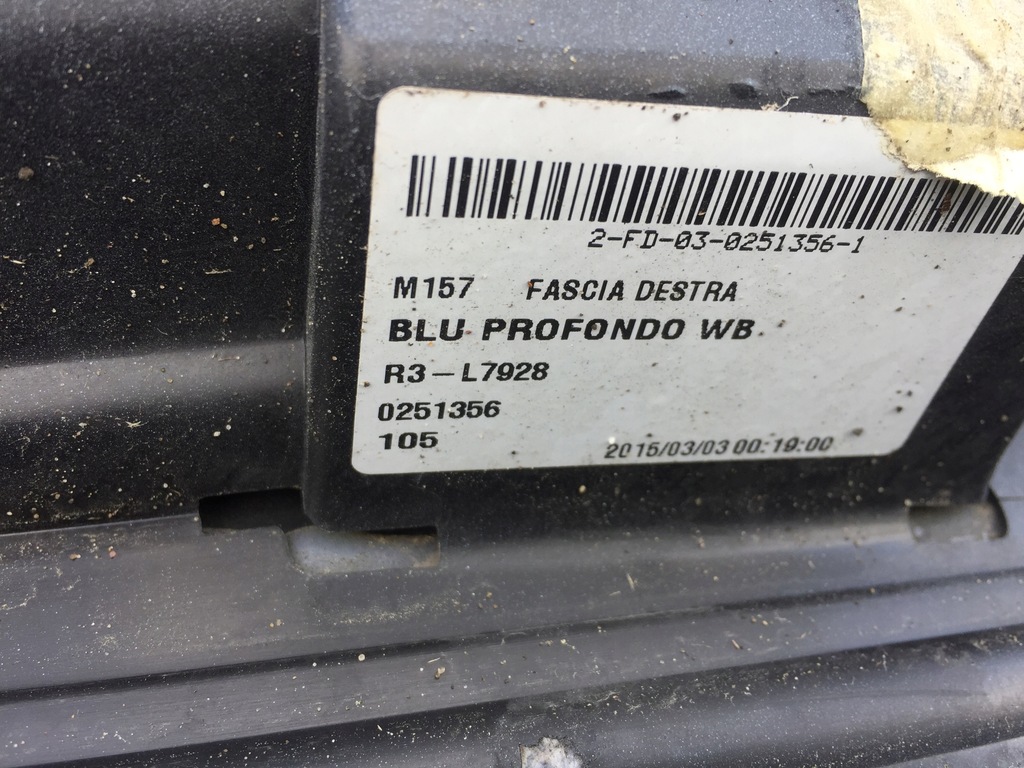 2-FD-03-0251356-1
M157 FASCIA DESTRA
BLU PROFONDO WB
R3-L7928
0251356
105 2015/03/03 00:19:00